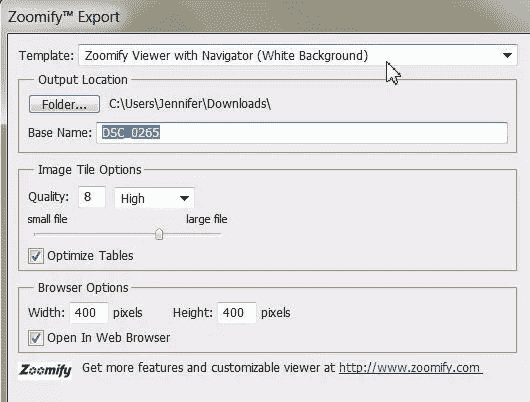 Zoomify™ Export
Template: Zoomify Viewer with Navigator (White Background)
Output Location
Folder... C:\Users\Jennifer\Downloads\
Base Name: DSC_0265
Image Tile Options
Quality: 8 High
small file large file
Optimize Tables
Browser Options
Width: 400 pixels Height: 400 pixels
Open In Web Browser
Zoomify Get more features and customizable viewer at http://www.zoomify.com